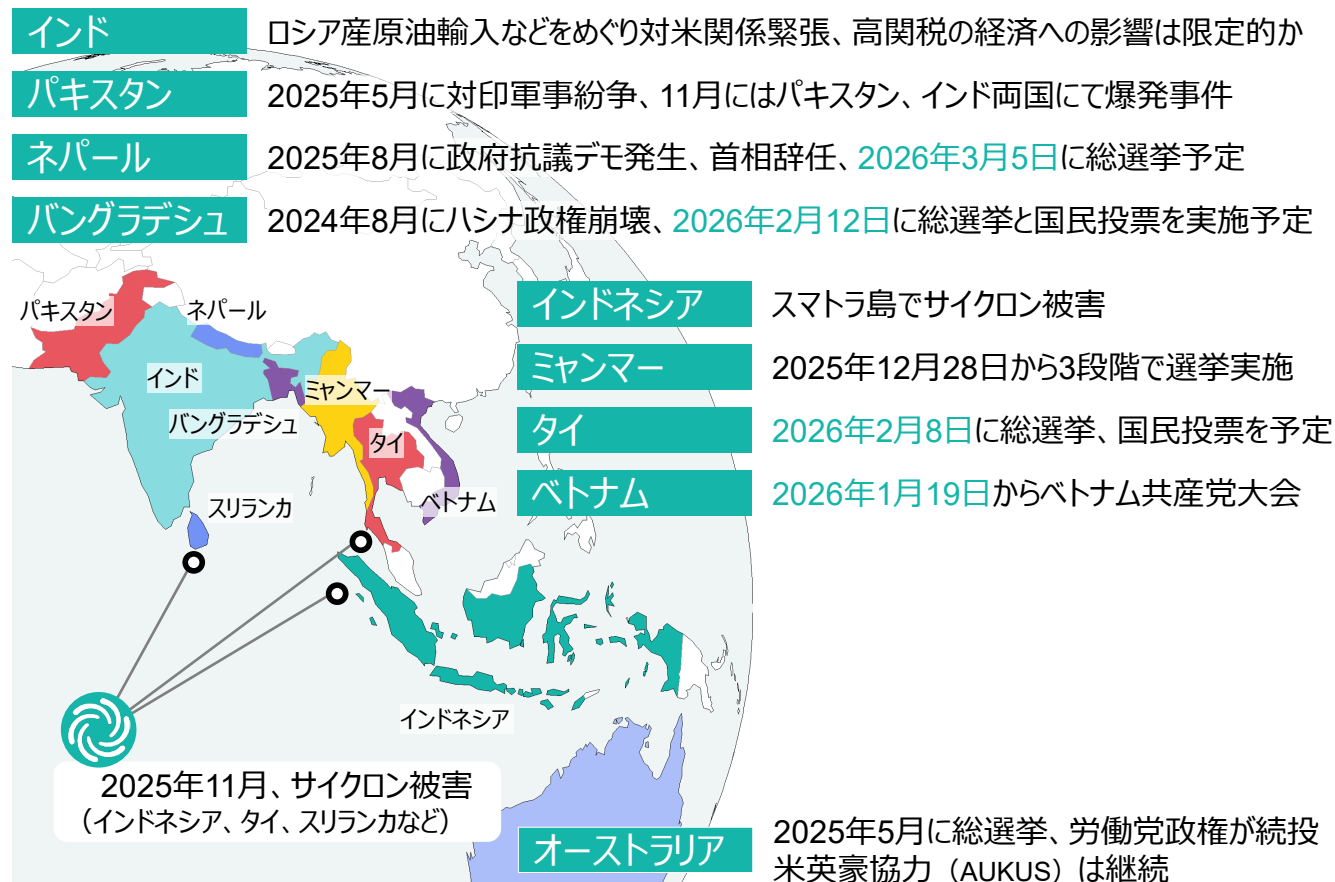 インド
ロシア産原油輸入などをめぐり対米関係緊張、高関税の経済への影響は限定的か
パキスタン
2025年5月に対印軍事紛争、11月にはパキスタン、インド両国にて爆発事件
ネパール
2025年8月に政府抗議デモ発生、首相辞任、2026年3月5日に総選挙予定
バングラデシュ
2024年8月にハシナ政権崩壊、2026年2月12日に総選挙と国民投票を実施予定
インドネシア
スマトラ島でサイクロン被害
ミャンマー
2025年12月28日から3段階で選挙実施
タイ
2026年2月8日に総選挙、国民投票を予定
ベトナム
2026年1月19日からベトナム共産党大会
パキスタン
ネパール
インド
ミャンマー
バングラデシュ
タイ
スリランカ
ベトナム
インドネシア
2025年11月、サイクロン被害
（インドネシア、タイ、スリランカなど）
オーストラリア
2025年5月に総選挙、労働党政権が続投
米英豪協力（AUKUS）は継続